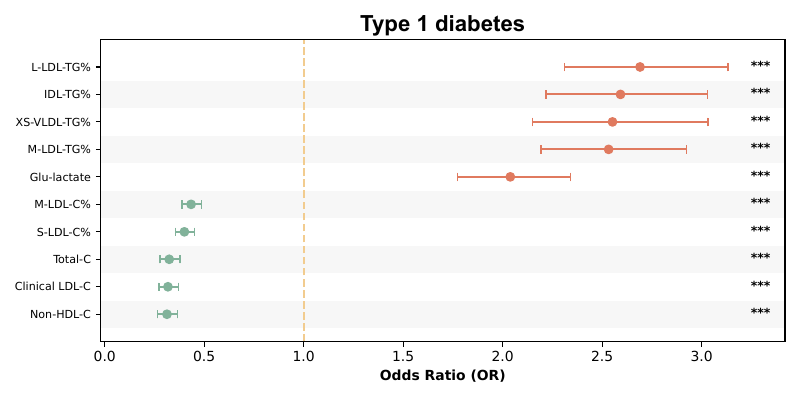 Type 1 diabetes
L-LDL-TG% ***
IDL-TG% ***
XS-VLDL-TG% ***
M-LDL-TG% ***
Glu-lactate ***
M-LDL-C% ***
S-LDL-C% ***
Total-C ***
Clinical LDL-C ***
Non-HDL-C ***
0.0 0.5 1.0 1.5 2.0 2.5 3.0
Odds Ratio (OR)